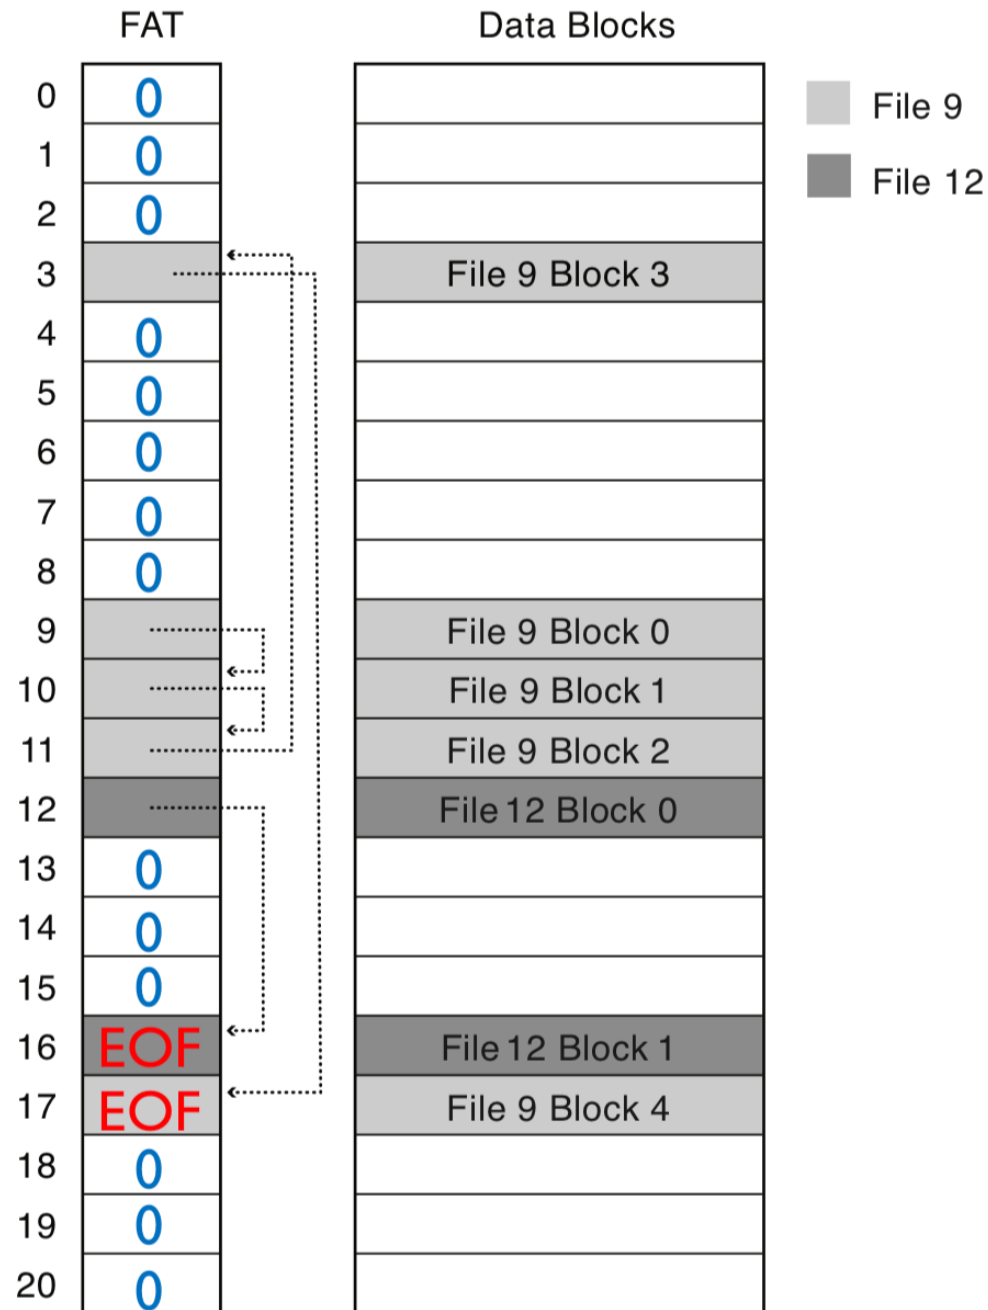 FAT Data Blocks
0 0
File 9
1 0
File 12
2 0
3 File 9 Block 3
4 0
5 0
6 0
7 0
8 0
9 File 9 Block 0
10 File 9 Block 1
11 File 9 Block 2
12 File 12 Block 0
13 0
14 0
15 0
16 EOF File 12 Block 1
17 EOF File 9 Block 4
18 0
19 0
20 0